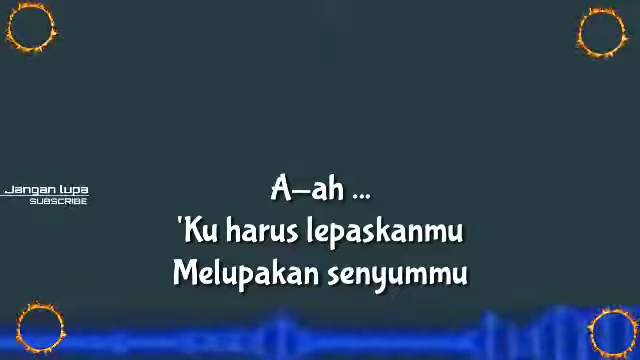 Jangan lupa
SUBSCRIBE
A-ah ...
'Ku harus lepaskanmu
Melupakan senyummu